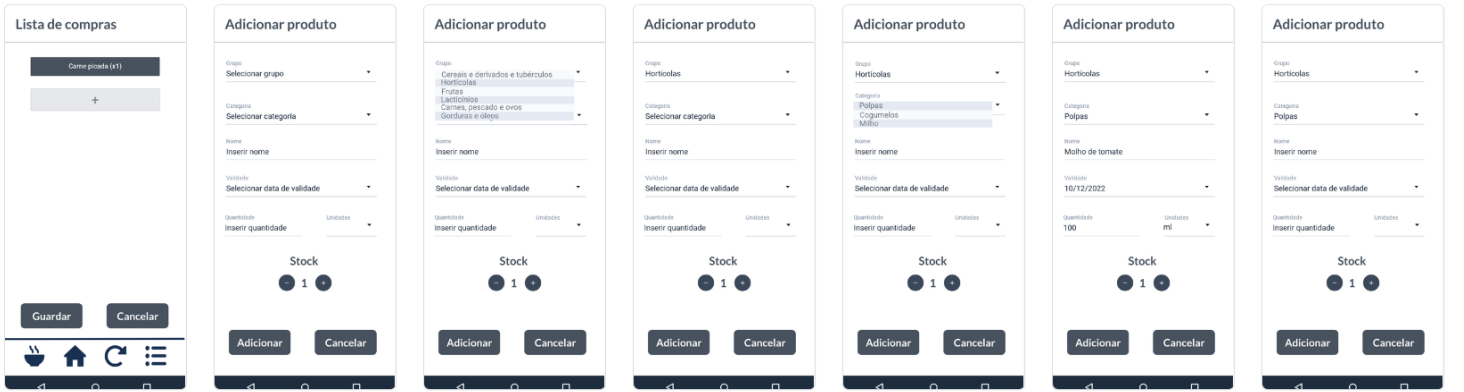 Lista de compras
Carne picada (x1)
+
Guardar
Cancelar
Adicionar produto
Grupo
Selecionar grupo
Categoria
Selecionar categoria
Nome
Inserir nome
Validade
Selecionar data de validade
Quantidade
Unidades
Inserir quantidade
Stock
- 1 +
Adicionar
Cancelar
Adicionar produto
Grupo
Cereais e derivados e tubérculos
Hortícolas
Frutas
Lacticínios
Carnes, pescado e ovos
Gorduras e óleos
Nome
Inserir nome
Validade
Selecionar data de validade
Quantidade
Unidades
Inserir quantidade
Stock
- 1 +
Adicionar
Cancelar
Adicionar produto
Grupo
Hortícolas
Categoria
Selecionar categoria
Nome
Inserir nome
Validade
Selecionar data de validade
Quantidade
Unidades
Inserir quantidade
Stock
- 1 +
Adicionar
Cancelar
Adicionar produto
Grupo
Hortícolas
Categoria
Polpas
Cogumelos
Milho
Nome
Inserir nome
Validade
Selecionar data de validade
Quantidade
Unidades
Inserir quantidade
Stock
- 1 +
Adicionar
Cancelar
Adicionar produto
Grupo
Hortícolas
Categoria
Polpas
Nome
Molho de tomate
Validade
10/12/2022
Quantidade
Unidades
100
ml
Stock
- 1 +
Adicionar
Cancelar
Adicionar produto
Grupo
Hortícolas
Categoria
Polpas
Nome
Inserir nome
Validade
Selecionar data de validade
Quantidade
Unidades
Inserir quantidade
Stock
- 1 +
Adicionar
Cancelar